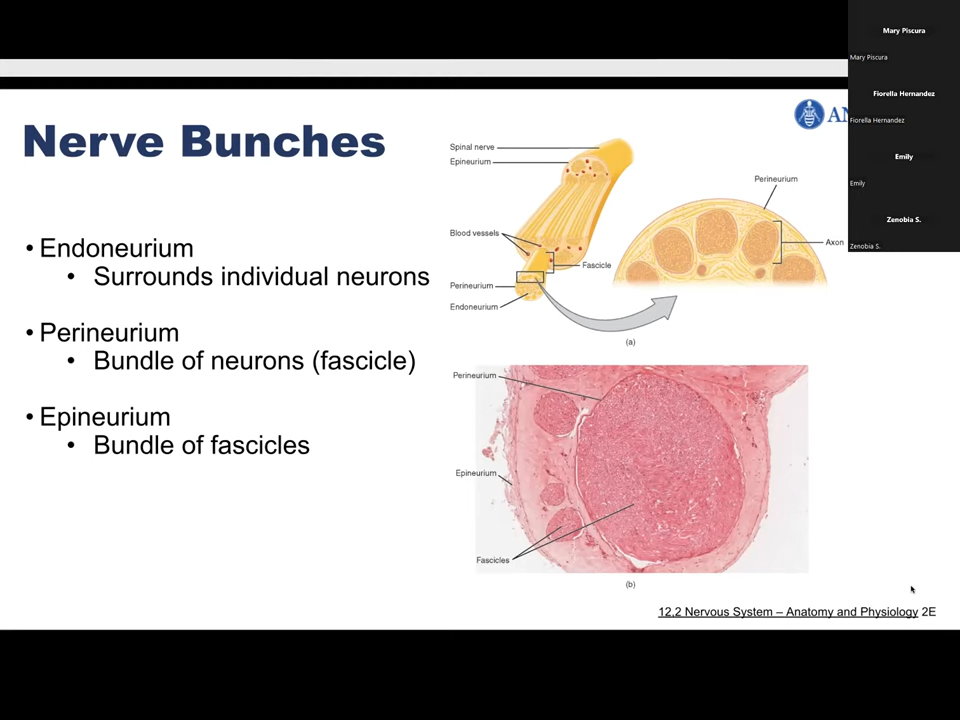 Mary Piscura
Mary Piscura
Fiorella Hernandez
Fiorella Hernandez
Emily
Emily
Zenobia S.
Zenobia S.
AN
Nerve Bunches
• Endoneurium
• Surrounds individual neurons
• Perineurium
• Bundle of neurons (fascicle)
• Epineurium
• Bundle of fascicles
Spinal nerve
Epineurium
Blood vessels
Fascicle
Perineurium
Endoneurium
Perineurium
Axon
(a)
Perineurium
Epineurium
Fascicles
(b)
12,2 Nervous System – Anatomy and Physiology 2E